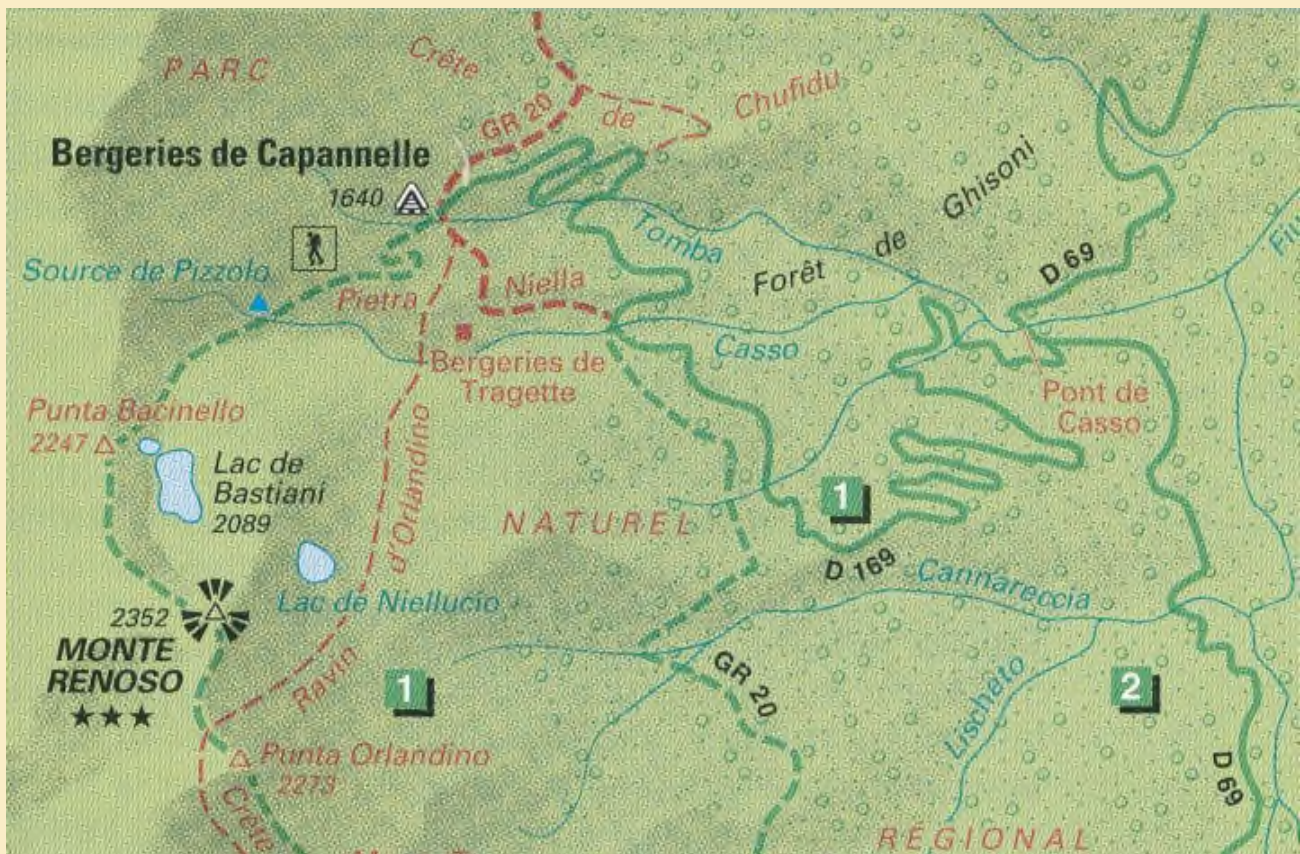 PARC
Crête
de
Chufidu
GR 20
Bergeries de Capannelle
1640
Source de Pizzolo
Pietra
Niella
Tomba
Forêt de Ghisoni
D 69
Casso
Bergeries de
Tragette
Pont de
Casso
Punta Bacinello
2247
Lac de
Bastiani
2089
d'Orlandino
NATUREL
1
D 169
Cannareccia
Lac de Niellucio
2352
MONTE
RENOSO
★★★
Ravin
1
GR 20
Lischeto
2
Punta Orlandino
2273
Crête
D 69
RÉGIONAL